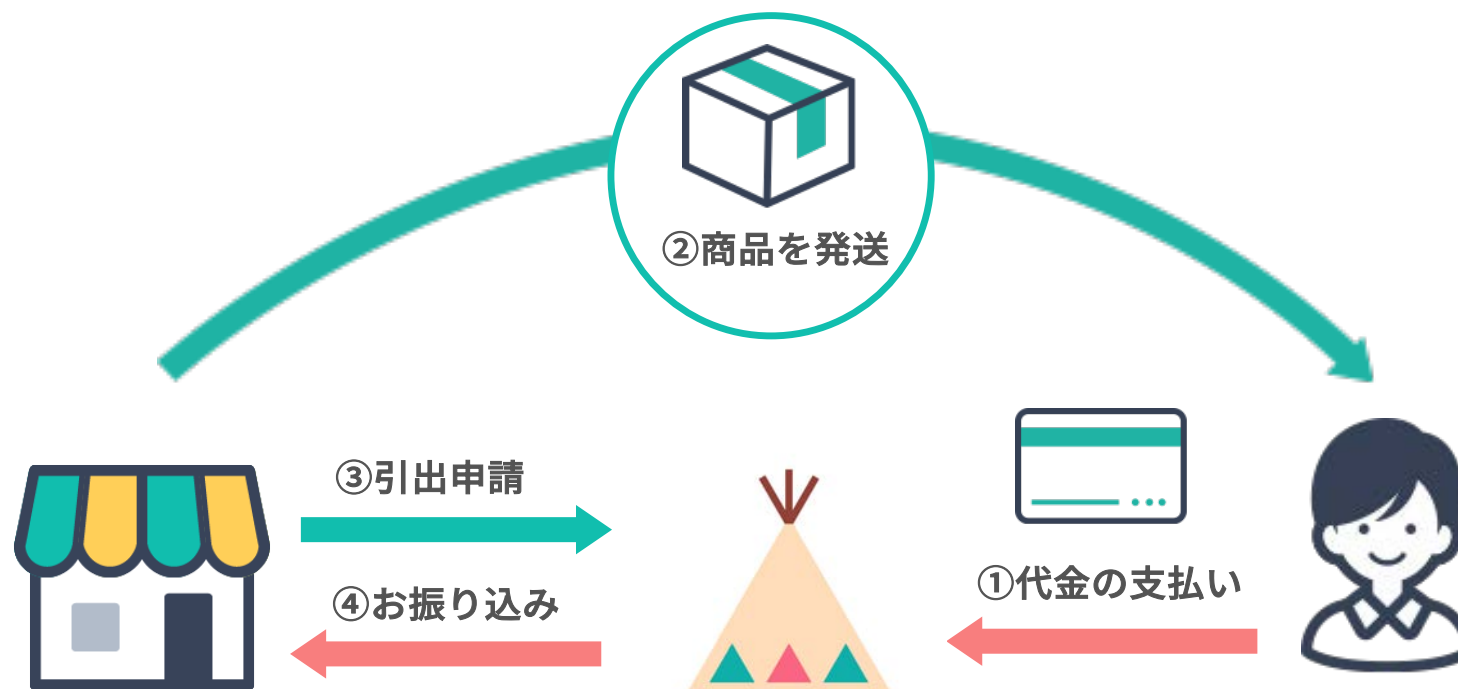 ②商品を発送
③引出申請
①代金の支払い
④お振り込み